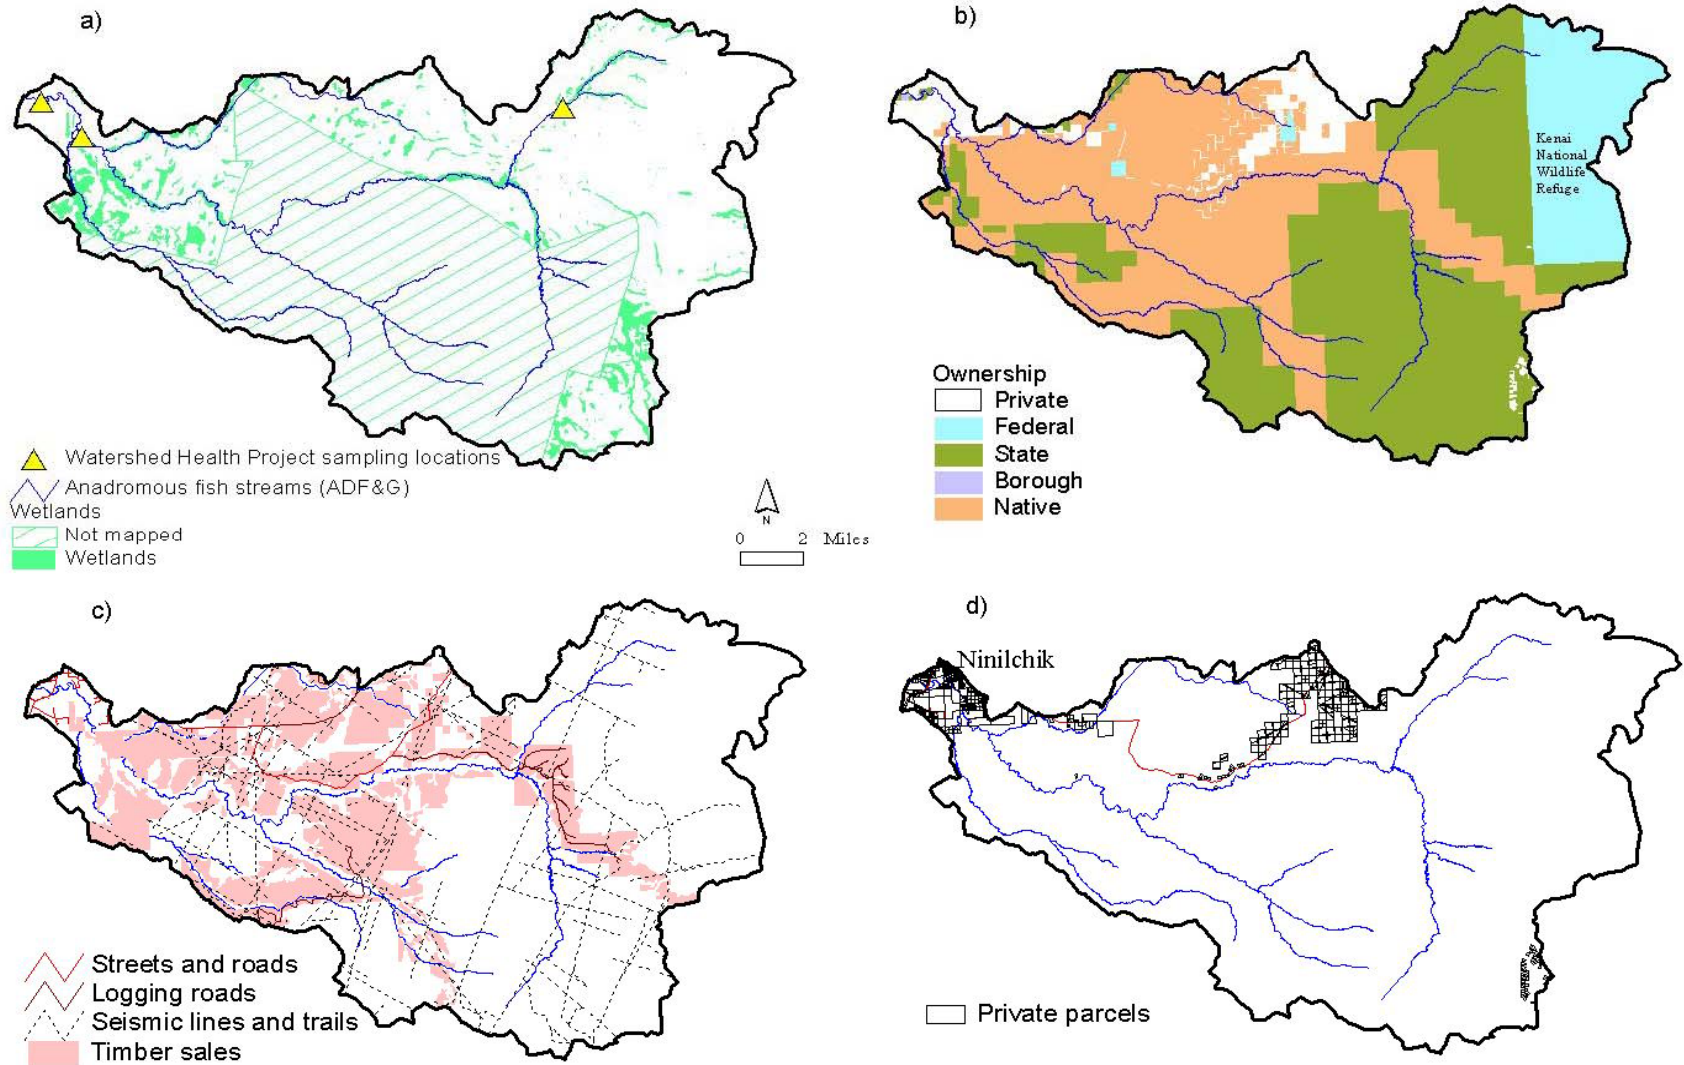 a)
Watershed Health Project sampling locations
Anadromous fish streams (ADF&G)
Wetlands
Not mapped
Wetlands
N
0 2 Miles
b)
Kenai
National
Wildlife
Refuge
Ownership
Private
Federal
State
Borough
Native
c)
Streets and roads
Logging roads
Seismic lines and trails
Timber sales
d)
Ninilchik
Private parcels